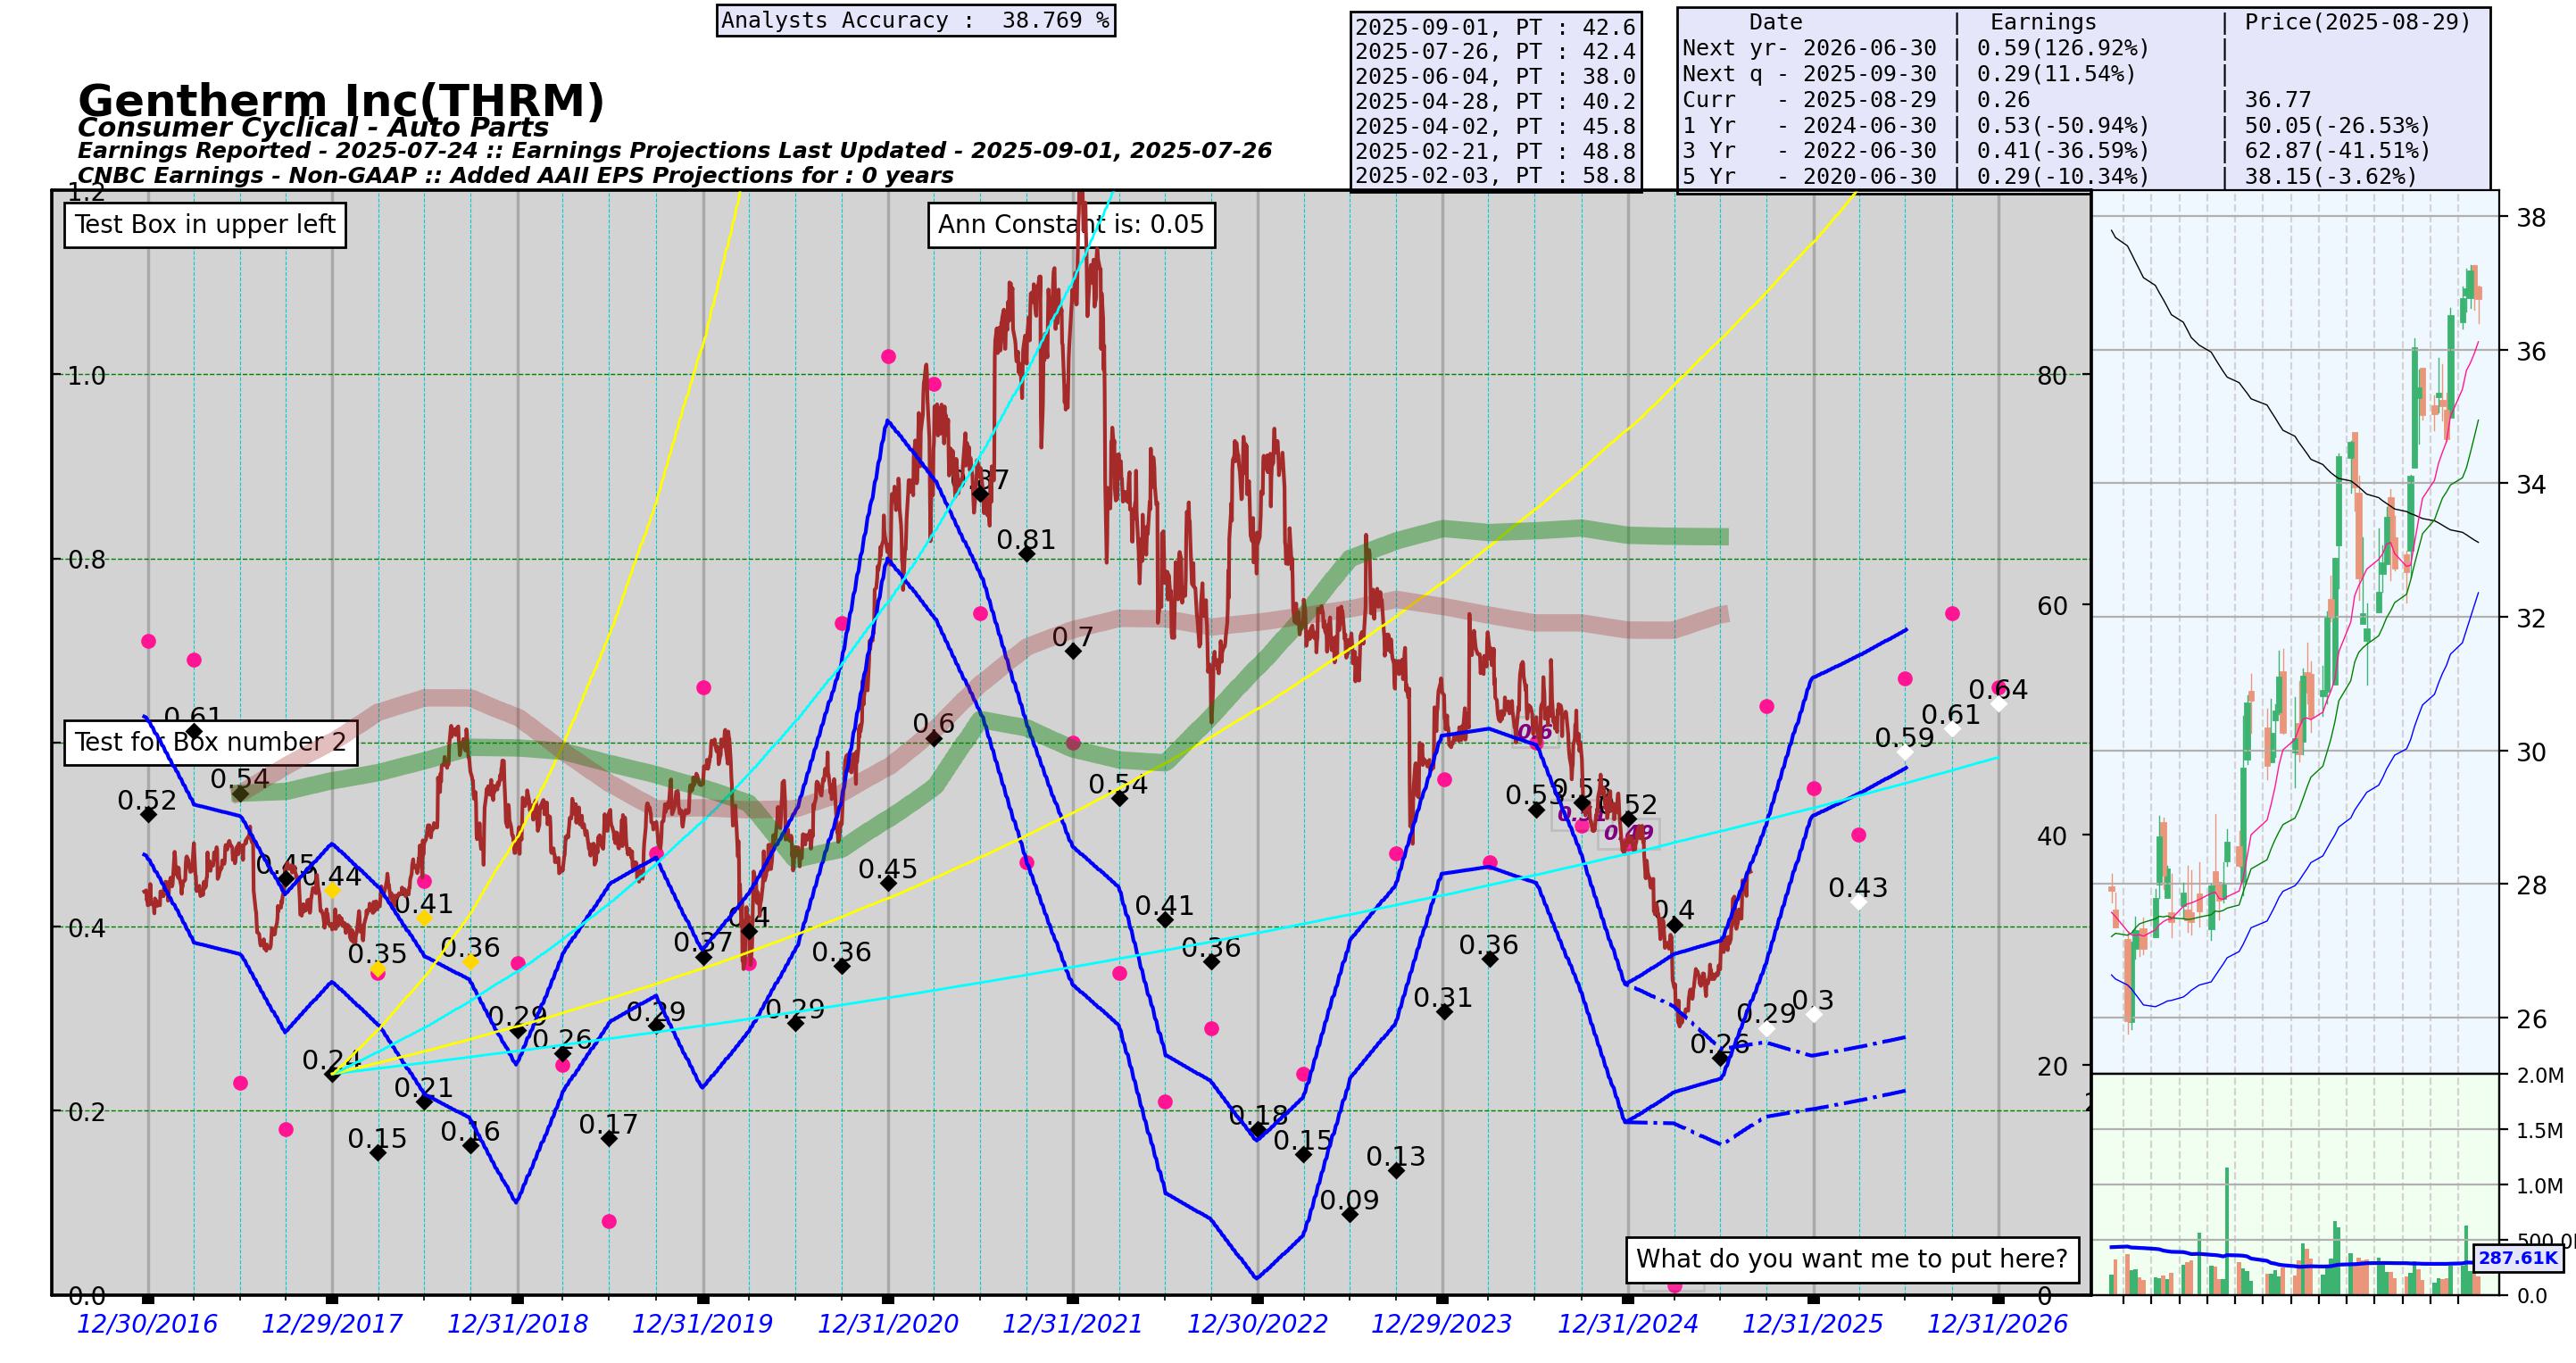 Analysts Accuracy :  38.769 %
2025-09-01, PT : 42.6
2025-07-26, PT : 42.4
2025-06-04, PT : 38.0
2025-04-28, PT : 40.2
2025-04-02, PT : 45.8
2025-02-21, PT : 48.8
2025-02-03, PT : 58.8
Date | Earnings | Price(2025-08-29)
Next yr- 2026-06-30 | 0.59(126.92%) |
Next q - 2025-09-30 | 0.29(11.54%) |
Curr - 2025-08-29 | 0.26 | 36.77
1 Yr - 2024-06-30 | 0.53(-50.94%) | 50.05(-26.53%)
3 Yr - 2022-06-30 | 0.41(-36.59%) | 62.87(-41.51%)
5 Yr - 2020-06-30 | 0.29(-10.34%) | 38.15(-3.62%)
Gentherm Inc(THRM)
Consumer Cyclical - Auto Parts
Earnings Reported - 2025-07-24 :: Earnings Projections Last Updated - 2025-09-01, 2025-07-26
CNBC Earnings - Non-GAAP :: Added AAII EPS Projections for : 0 years
Test Box in upper left
Ann Constant is: 0.05
Test for Box number 2
What do you want me to put here?
1.2
1.0
0.8
0.4
0.2
0.0
0.52
0.61
0.54
0.45
0.44
0.24
0.35
0.15
0.41
0.21
0.36
0.16
0.29
0.26
0.17
0.29
0.37
0.4
0.29
0.36
0.45
0.6
0.81
0.7
0.54
0.41
0.36
0.18
0.15
0.09
0.13
0.31
0.36
0.6
0.53
0.53
0.51
0.52
0.49
0.4
0.26
0.29
0.3
0.43
0.59
0.61
0.64
80
60
40
20
0
38
36
34
32
30
28
26
2.0M
1.5M
1.0M
287.61K
0.0
12/30/2016
12/29/2017
12/31/2018
12/31/2019
12/31/2020
12/31/2021
12/30/2022
12/29/2023
12/31/2024
12/31/2025
12/31/2026